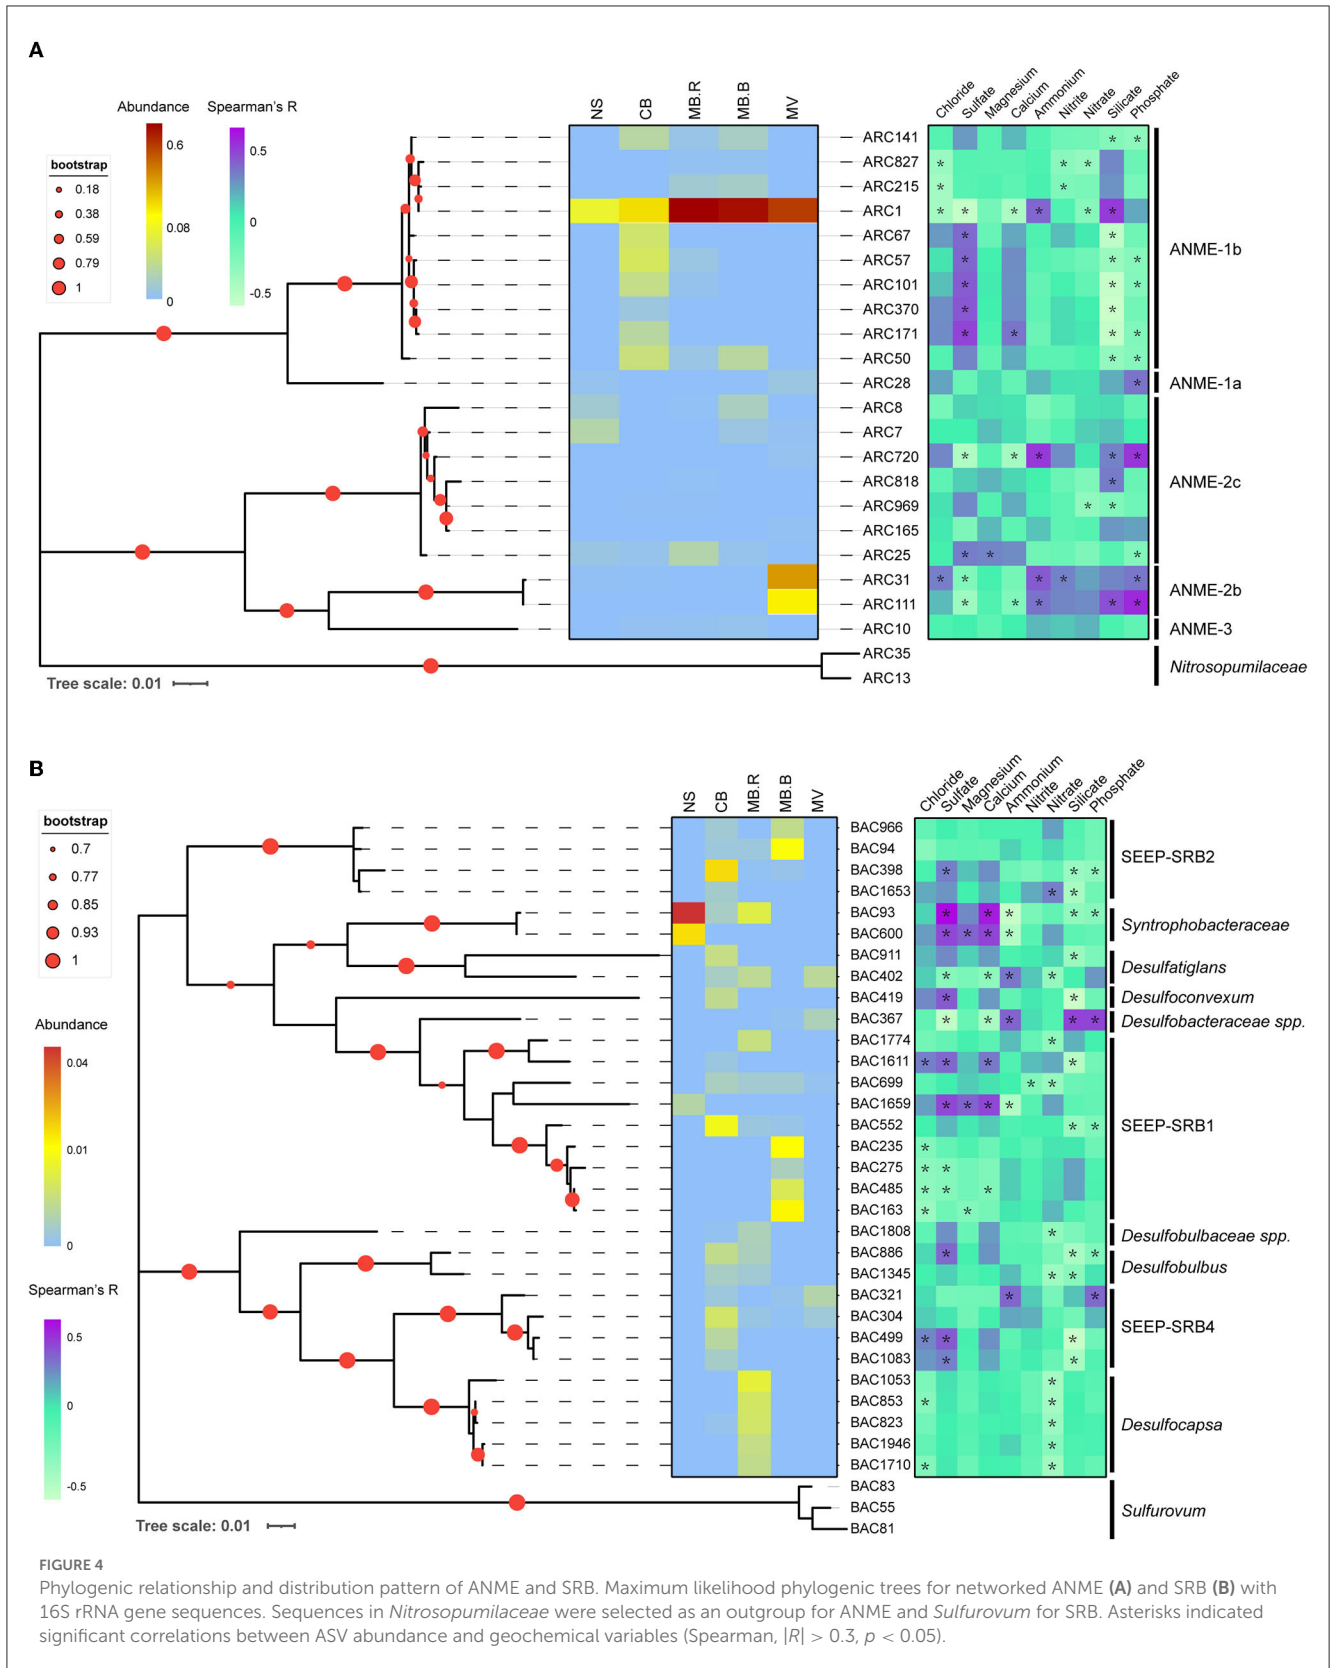 A
Abundance
Spearman's R
0.6
0.08
0
0.5
0
-0.5
bootstrap
0.18
0.38
0.59
0.79
1
NS
CB
MB.R
MB.B
MV
Chloride
Sulfate
Magnesium
Calcium
Ammonium
Nitrite
Nitrate
Silicate
Phosphate
ARC141
ARC827
ARC215
ARC1
ARC67
ARC57
ARC101
ARC370
ARC171
ARC50
ARC28
ARC8
ARC7
ARC720
ARC818
ARC969
ARC165
ARC25
ARC31
ARC111
ARC10
ARC35
ARC13
ANME-1b
ANME-1a
ANME-2c
ANME-2b
ANME-3
Nitrosopumilaceae
Tree scale: 0.01
B
bootstrap
0.7
0.77
0.85
0.93
1
Abundance
0.04
0.01
0
Spearman's R
0.5
0
-0.5
NS
CB
MB.R
MB.B
MV
Chloride
Sulfate
Magnesium
Calcium
Ammonium
Nitrite
Nitrate
Silicate
Phosphate
BAC966
BAC94
BAC398
BAC1653
BAC93
BAC600
BAC911
BAC402
BAC419
BAC367
BAC1774
BAC1611
BAC699
BAC1659
BAC552
BAC235
BAC275
BAC485
BAC163
BAC1808
BAC886
BAC1345
BAC321
BAC304
BAC499
BAC1083
BAC1053
BAC853
BAC823
BAC1946
BAC1710
BAC83
BAC55
BAC81
SEEP-SRB2
Syntrophobacteraceae
Desulfatiglans
Desulfoconvexum
Desulfobacteraceae spp.
SEEP-SRB1
Desulfobulbaceae spp.
Desulfobulbus
SEEP-SRB4
Desulfocapsa
Sulfurovum
Tree scale: 0.01
FIGURE 4
Phylogenic relationship and distribution pattern of ANME and SRB. Maximum likelihood phylogenic trees for networked ANME (A) and SRB (B) with
16S rRNA gene sequences. Sequences in Nitrosopumilaceae were selected as an outgroup for ANME and Sulfurovum for SRB. Asterisks indicated
significant correlations between ASV abundance and geochemical variables (Spearman, |R| > 0.3, p < 0.05).